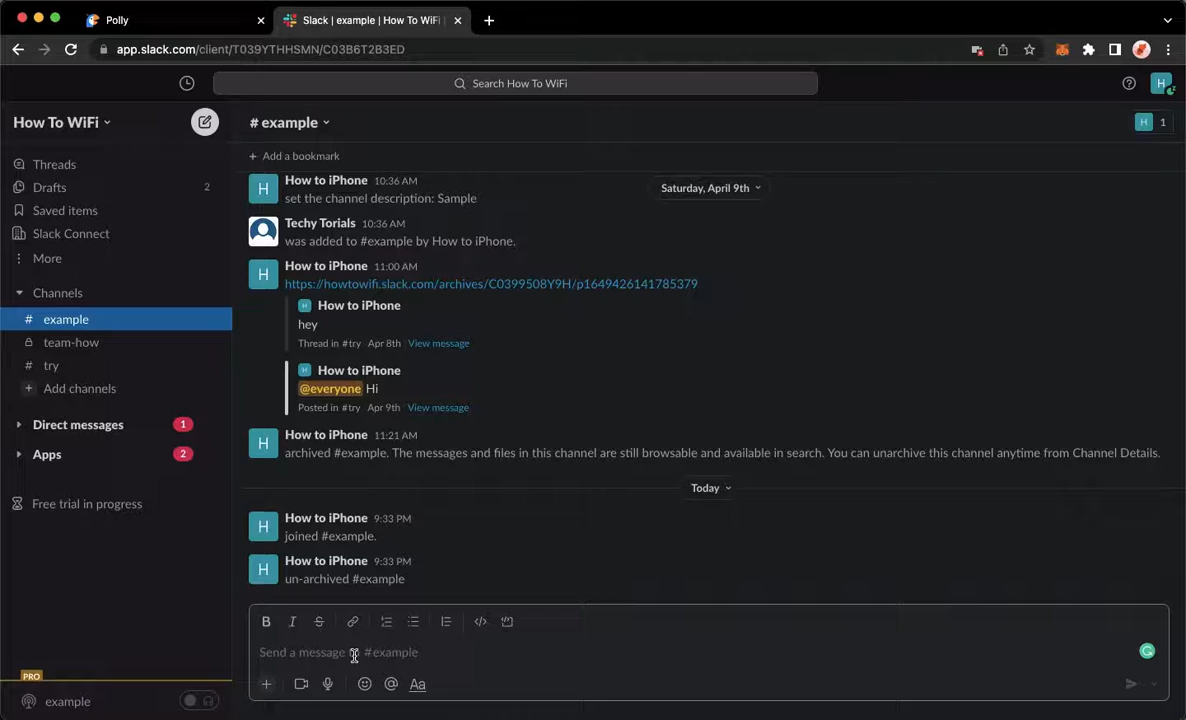 Polly
Slack | example | How To WiFi
app.slack.com/client/T039YTHHSMN/C03B6T2B3ED
Search How To WiFi
H
How To WiFi
# example
H 1
Add a bookmark
Threads
Drafts 2
Saved items
Slack Connect
More
Channels
# example
team-how
# try
+ Add channels
Direct messages 1
Apps 2
Free trial in progress
PRO
example
Saturday, April 9th
H How to iPhone 10:36 AM
set the channel description: Sample
Techy Torials 10:36 AM
was added to #example by How to iPhone.
H How to iPhone 11:00 AM
https://howtowifi.slack.com/archives/C0399508Y9H/p1649426141785379
H How to iPhone
hey
Thread in #try Apr 8th View message
H How to iPhone
@everyone Hi
Posted in #try Apr 9th View message
H How to iPhone 11:21 AM
archived #example. The messages and files in this channel are still browsable and available in search. You can unarchive this channel anytime from Channel Details.
Today
H How to iPhone 9:33 PM
joined #example.
H How to iPhone 9:33 PM
un-archived #example
B I S
Send a message #example
Aa